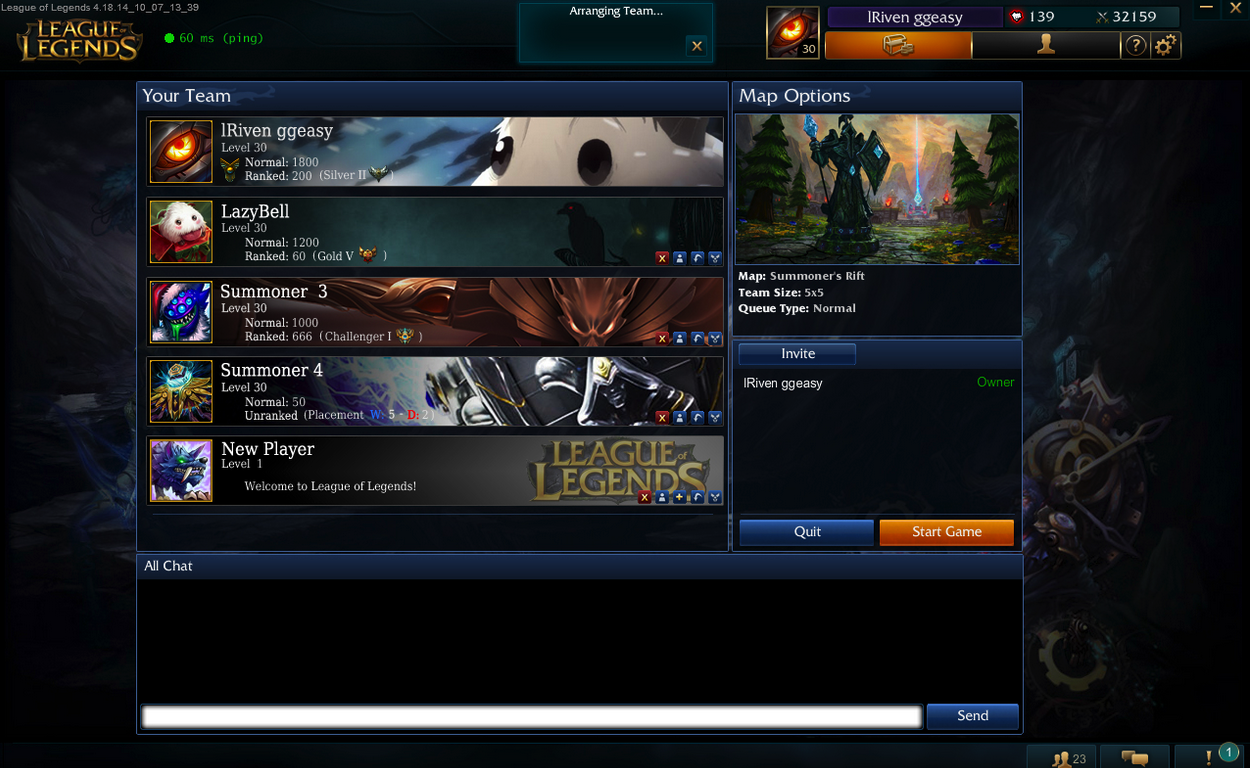 League of Legends 4.18.14_10_07_13_39
LEAGUE of LEGENDS
60 ms (ping)
Arranging Team...
x
30
lRiven ggeasy
139
32159
?
Your Team
lRiven ggeasy
Level 30
Normal: 1800
Ranked: 200 (Silver II )
LazyBell
Level 30
Normal: 1200
Ranked: 60 (Gold V )
Summoner 3
Level 30
Normal: 1000
Ranked: 666 (Challenger I )
Summoner 4
Level 30
Normal: 50
Unranked (Placement W: 5 - D: 2)
New Player
Level 1
Welcome to League of Legends!
LEAGUE of LEGENDS
Map Options
Map: Summoner's Rift
Team Size: 5x5
Queue Type: Normal
Invite
lRiven ggeasy Owner
Quit
Start Game
All Chat
Send
23
!
1